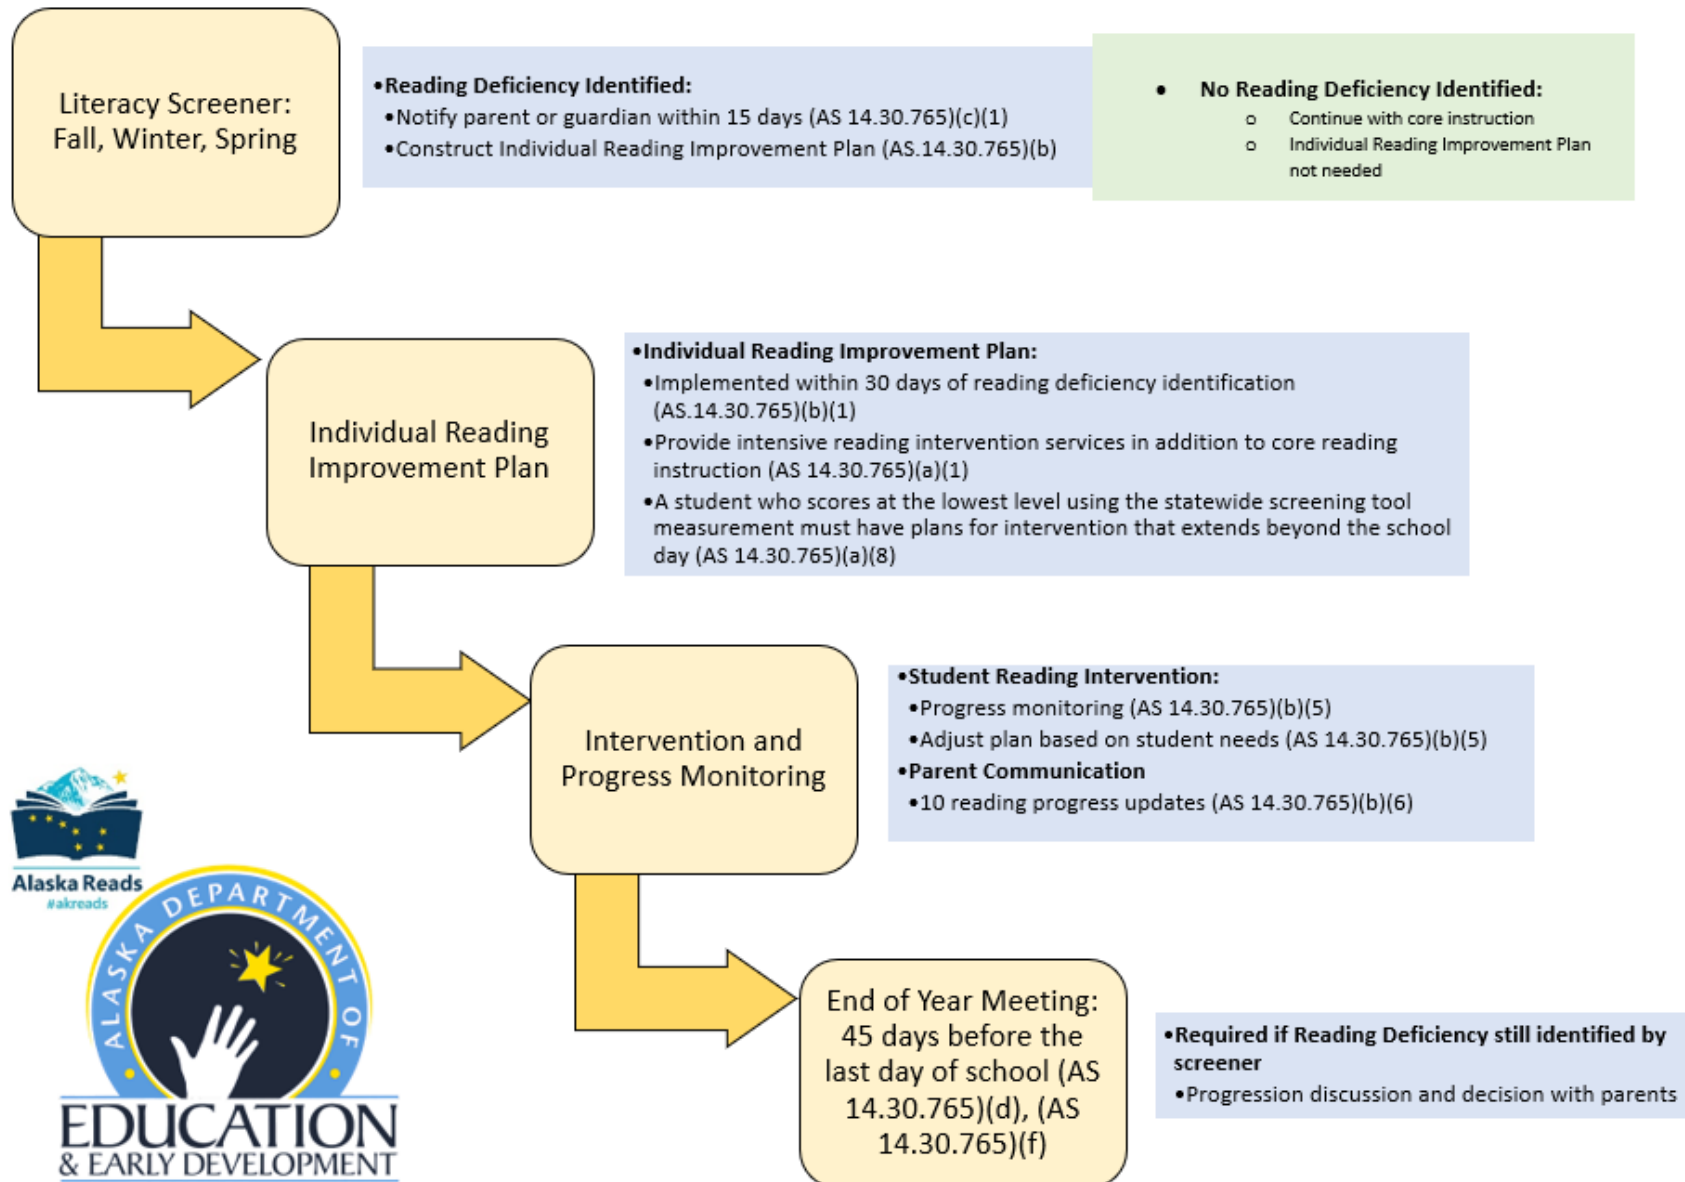 Literacy Screener:
Fall, Winter, Spring
•Reading Deficiency Identified:
•Notify parent or guardian within 15 days (AS 14.30.765)(c)(1)
•Construct Individual Reading Improvement Plan (AS.14.30.765)(b)
• No Reading Deficiency Identified:
o Continue with core instruction
o Individual Reading Improvement Plan
not needed
Individual Reading
Improvement Plan
•Individual Reading Improvement Plan:
•Implemented within 30 days of reading deficiency identification
(AS.14.30.765)(b)(1)
•Provide intensive reading intervention services in addition to core reading
instruction (AS 14.30.765)(a)(1)
•A student who scores at the lowest level using the statewide screening tool
measurement must have plans for intervention that extends beyond the school
day (AS 14.30.765)(a)(8)
Intervention and
Progress Monitoring
•Student Reading Intervention:
•Progress monitoring (AS 14.30.765)(b)(5)
•Adjust plan based on student needs (AS 14.30.765)(b)(5)
•Parent Communication
•10 reading progress updates (AS 14.30.765)(b)(6)
End of Year Meeting:
45 days before the
last day of school (AS
14.30.765)(d), (AS
14.30.765)(f)
•Required if Reading Deficiency still identified by
screener
•Progression discussion and decision with parents
Alaska Reads
#akreads
ALASKA DEPARTMENT OF
EDUCATION
& EARLY DEVELOPMENT